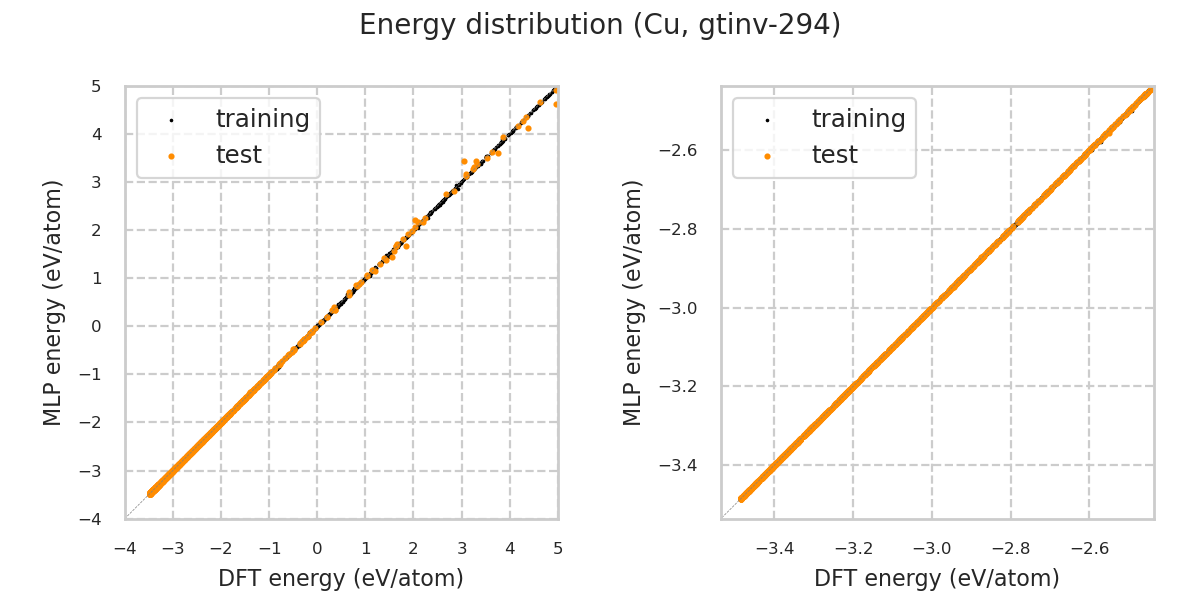 Energy distribution (Cu, gtinv-294)
training
test
MLP energy (eV/atom)
5
4
3
2
1
0
−1
−2
−3
−4
−4 −3 −2 −1 0 1 2 3 4 5
DFT energy (eV/atom)
training
test
MLP energy (eV/atom)
−2.6
−2.8
−3.0
−3.2
−3.4
−3.4 −3.2 −3.0 −2.8 −2.6
DFT energy (eV/atom)